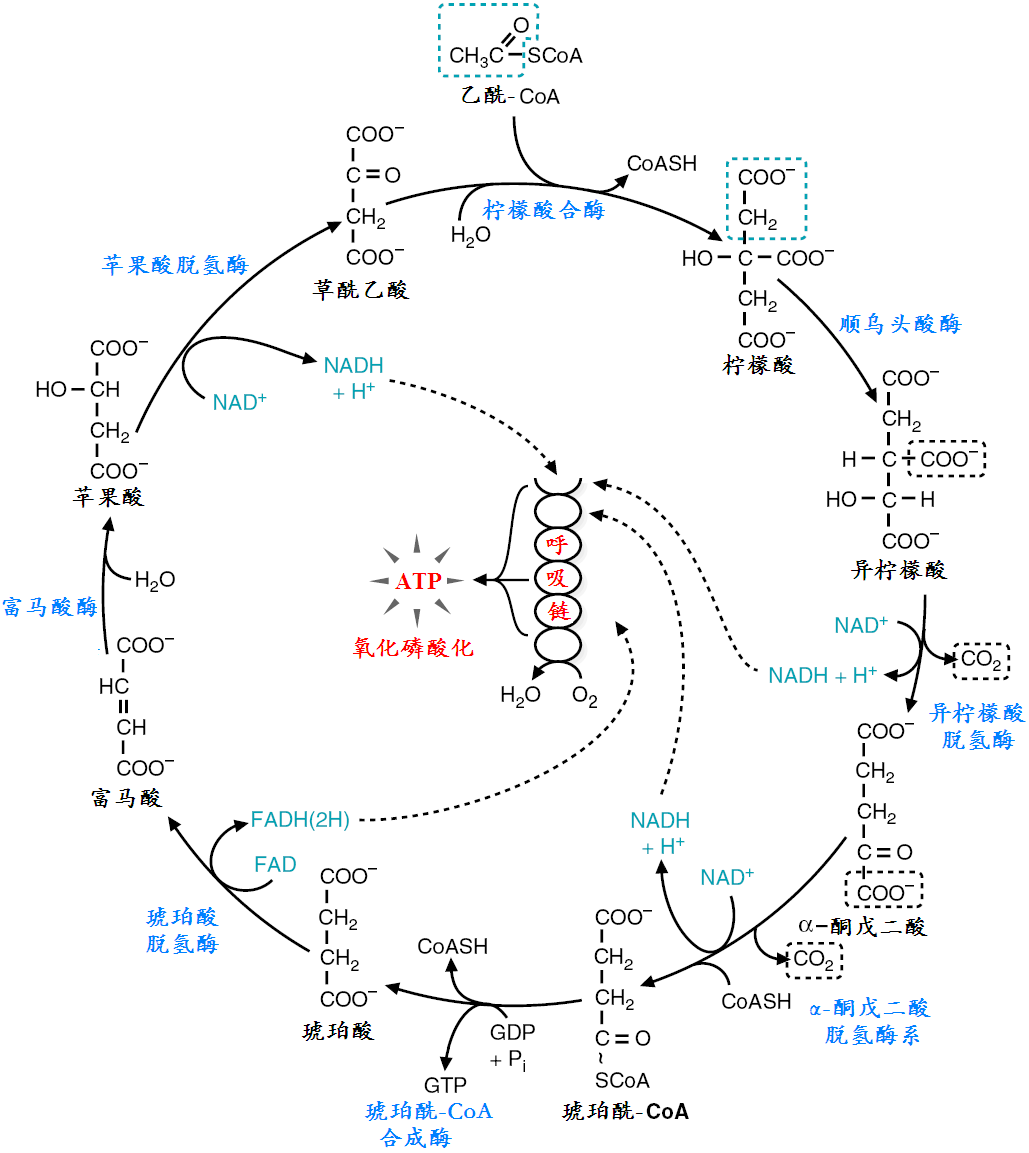 O
CH₃C – SCoA
乙酰-CoA
COO⁻
C = O
CH₂
COO⁻
草酰乙酸
H₂O
柠檬酸合酶
CoASH
COO⁻
CH₂
HO – C – COO⁻
CH₂
COO⁻
柠檬酸
顺乌头酸酶
COO⁻
CH₂
H – C – COO⁻
HO – C – H
COO⁻
异柠檬酸
NAD⁺
NADH + H⁺
CO₂
异柠檬酸
脱氢酶
COO⁻
CH₂
CH₂
C = O
COO⁻
α-酮戊二酸
NAD⁺
NADH
+ H⁺
CO₂
CoASH
α-酮戊二酸
脱氢酶系
COO⁻
CH₂
CH₂
C = O
~
SCoA
琥珀酰-CoA
GDP
+ Pᵢ
CoASH
GTP
琥珀酰-CoA
合成酶
COO⁻
CH₂
CH₂
COO⁻
琥珀酸
FAD
FADH(2H)
琥珀酸
脱氢酶
COO⁻
HC
CH
COO⁻
富马酸
H₂O
富马酸酶
COO⁻
HO – CH
CH₂
COO⁻
苹果酸
苹果酸脱氢酶
NAD⁺
NADH
+ H⁺
呼
吸
链
ATP
氧化磷酸化
H₂O
O₂